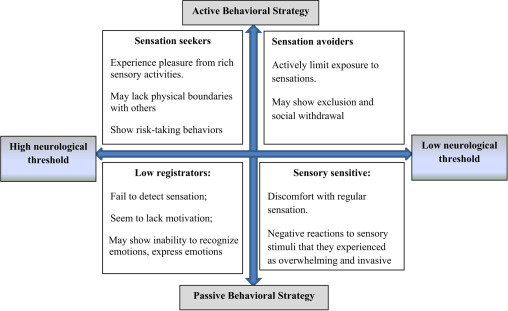 Active Behavioral Strategy
Sensation seekers
Experience pleasure from rich
sensory activities.
May lack physical boundaries
with others
Show risk-taking behaviors
Sensation avoiders
Actively limit exposure to
sensations.
May show exclusion and
social withdrawal
High neurological
threshold
Low neurological
threshold
Low registrators:
Fail to detect sensation;
Seem to lack motivation;
May show inability to recognize
emotions, express emotions
Sensory sensitive:
Discomfort with regular
sensation.
Negative reactions to sensory
stimuli that they experienced
as overwhelming and invasive
Passive Behavioral Strategy